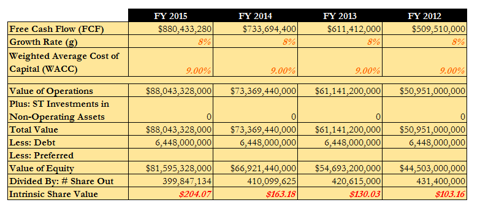 FY 2015 FY 2014 FY 2013 FY 2012
Free Cash Flow (FCF) $880,433,280 $733,694,400 $611,412,000 $509,510,000
Growth Rate (g) 8% 8% 8% 8%
Weighted Average Cost of
Capital (WACC) 9.00% 9.00% 9.00% 9.00%
Value of Operations $88,043,328,000 $73,369,440,000 $61,141,200,000 $50,951,000,000
Plus: ST Investments in
Non-Operating Assets 0 0 0 0
Total Value $88,043,328,000 $73,369,440,000 $61,141,200,000 $50,951,000,000
Less: Debt 6,448,000,000 6,448,000,000 6,448,000,000 6,448,000,000
Less: Preferred
Value of Equity $81,595,328,000 $66,921,440,000 $54,693,200,000 $44,503,000,000
Divided By: # Share Out 399,847,134 410,099,625 420,615,000 431,400,000
Intrinsic Share Value $204.07 $163.18 $130.03 $103.16